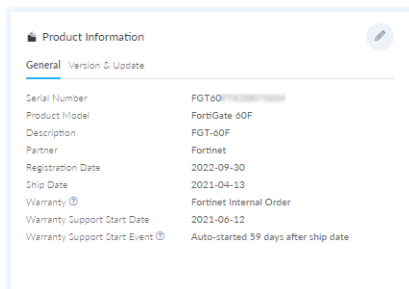 Product Information
General Version & Update
Serial Number FGT60
Product Model FortiGate 60F
Description FGT-60F
Partner Fortinet
Registration Date 2022-09-30
Ship Date 2021-04-13
Warranty Fortinet Internal Order
Warranty Support Start Date 2021-06-12
Warranty Support Start Event Auto-started 59 days after ship date